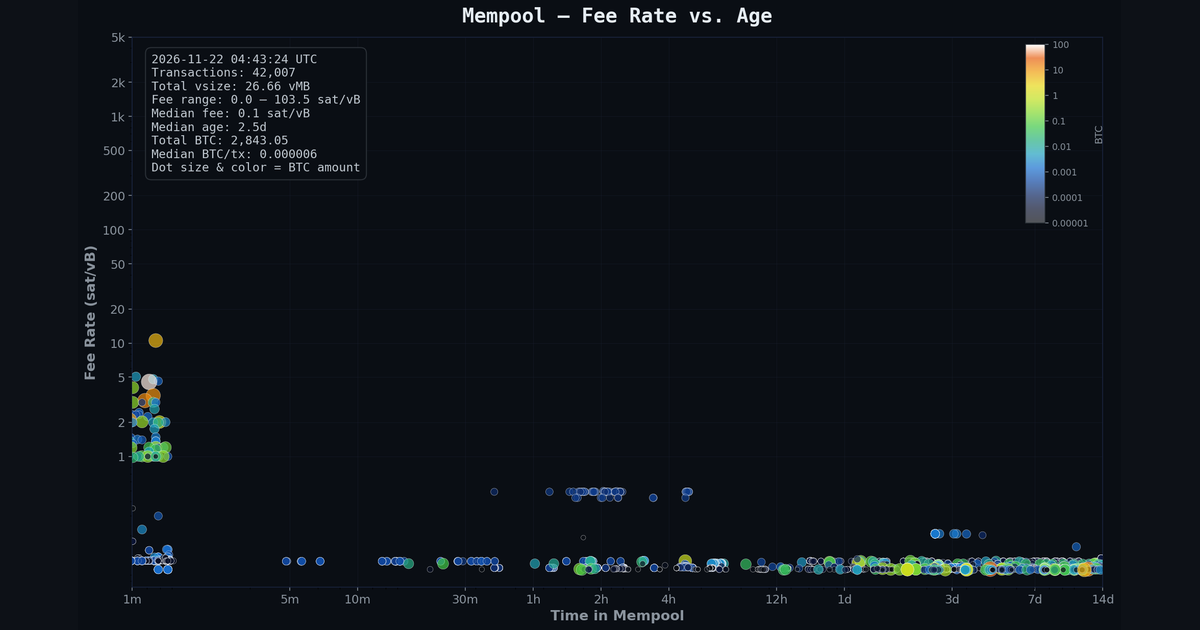 Mempool — Fee Rate vs. Age
2026-11-22 04:43:24 UTC
Transactions: 42,007
Total vsize: 26.66 vMB
Fee range: 0.0 – 103.5 sat/vB
Median fee: 0.1 sat/vB
Median age: 2.5d
Total BTC: 2,843.05
Median BTC/tx: 0.000006
Dot size & color = BTC amount
100
10
1
0.1
0.01
0.001
0.0001
0.00001
BTC
Fee Rate (sat/vB)
5k
2k
1k
500
200
100
50
20
10
5
2
1
1m
5m
10m
30m
1h
2h
4h
12h
1d
3d
7d
14d
Time in Mempool